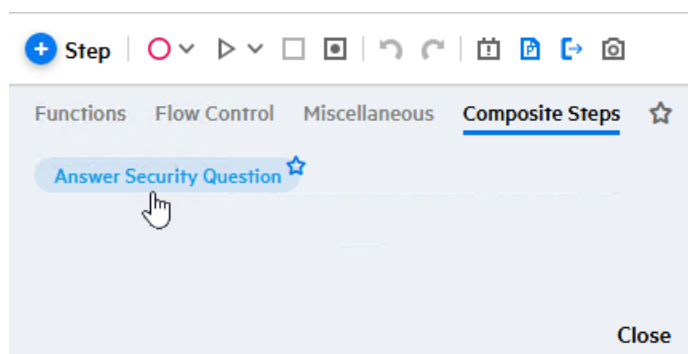 Step
Functions Flow Control Miscellaneous Composite Steps
Answer Security Question
Close